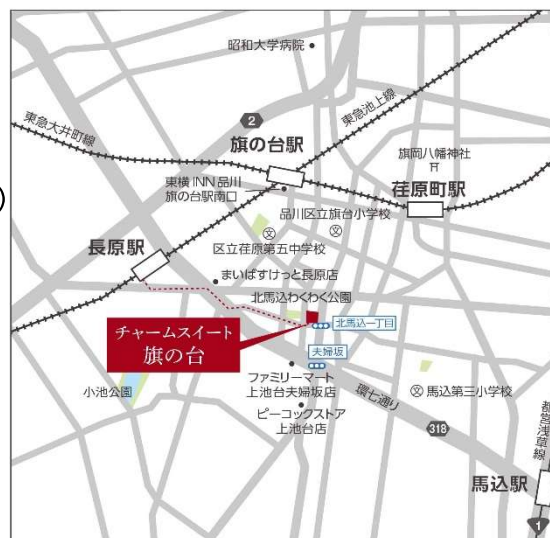 昭和大学病院
2
東急池上線
東急大井町線
旗の台駅
旗岡八幡神社
東横INN品川
旗の台駅南口
荏原町駅
品川区立旗台小学校
文
長原駅
文
区立荏原第五中学校
まいばすけっと長原店
北馬込わくわく公園
チャームスイート
旗の台
北馬込一丁目
夫婦坂
小池公園
ファミリーマート
上池台夫婦坂店
環七通り
文
馬込第三小学校
ピーコックストア
上池台店
318
都営浅草線
馬込駅
1